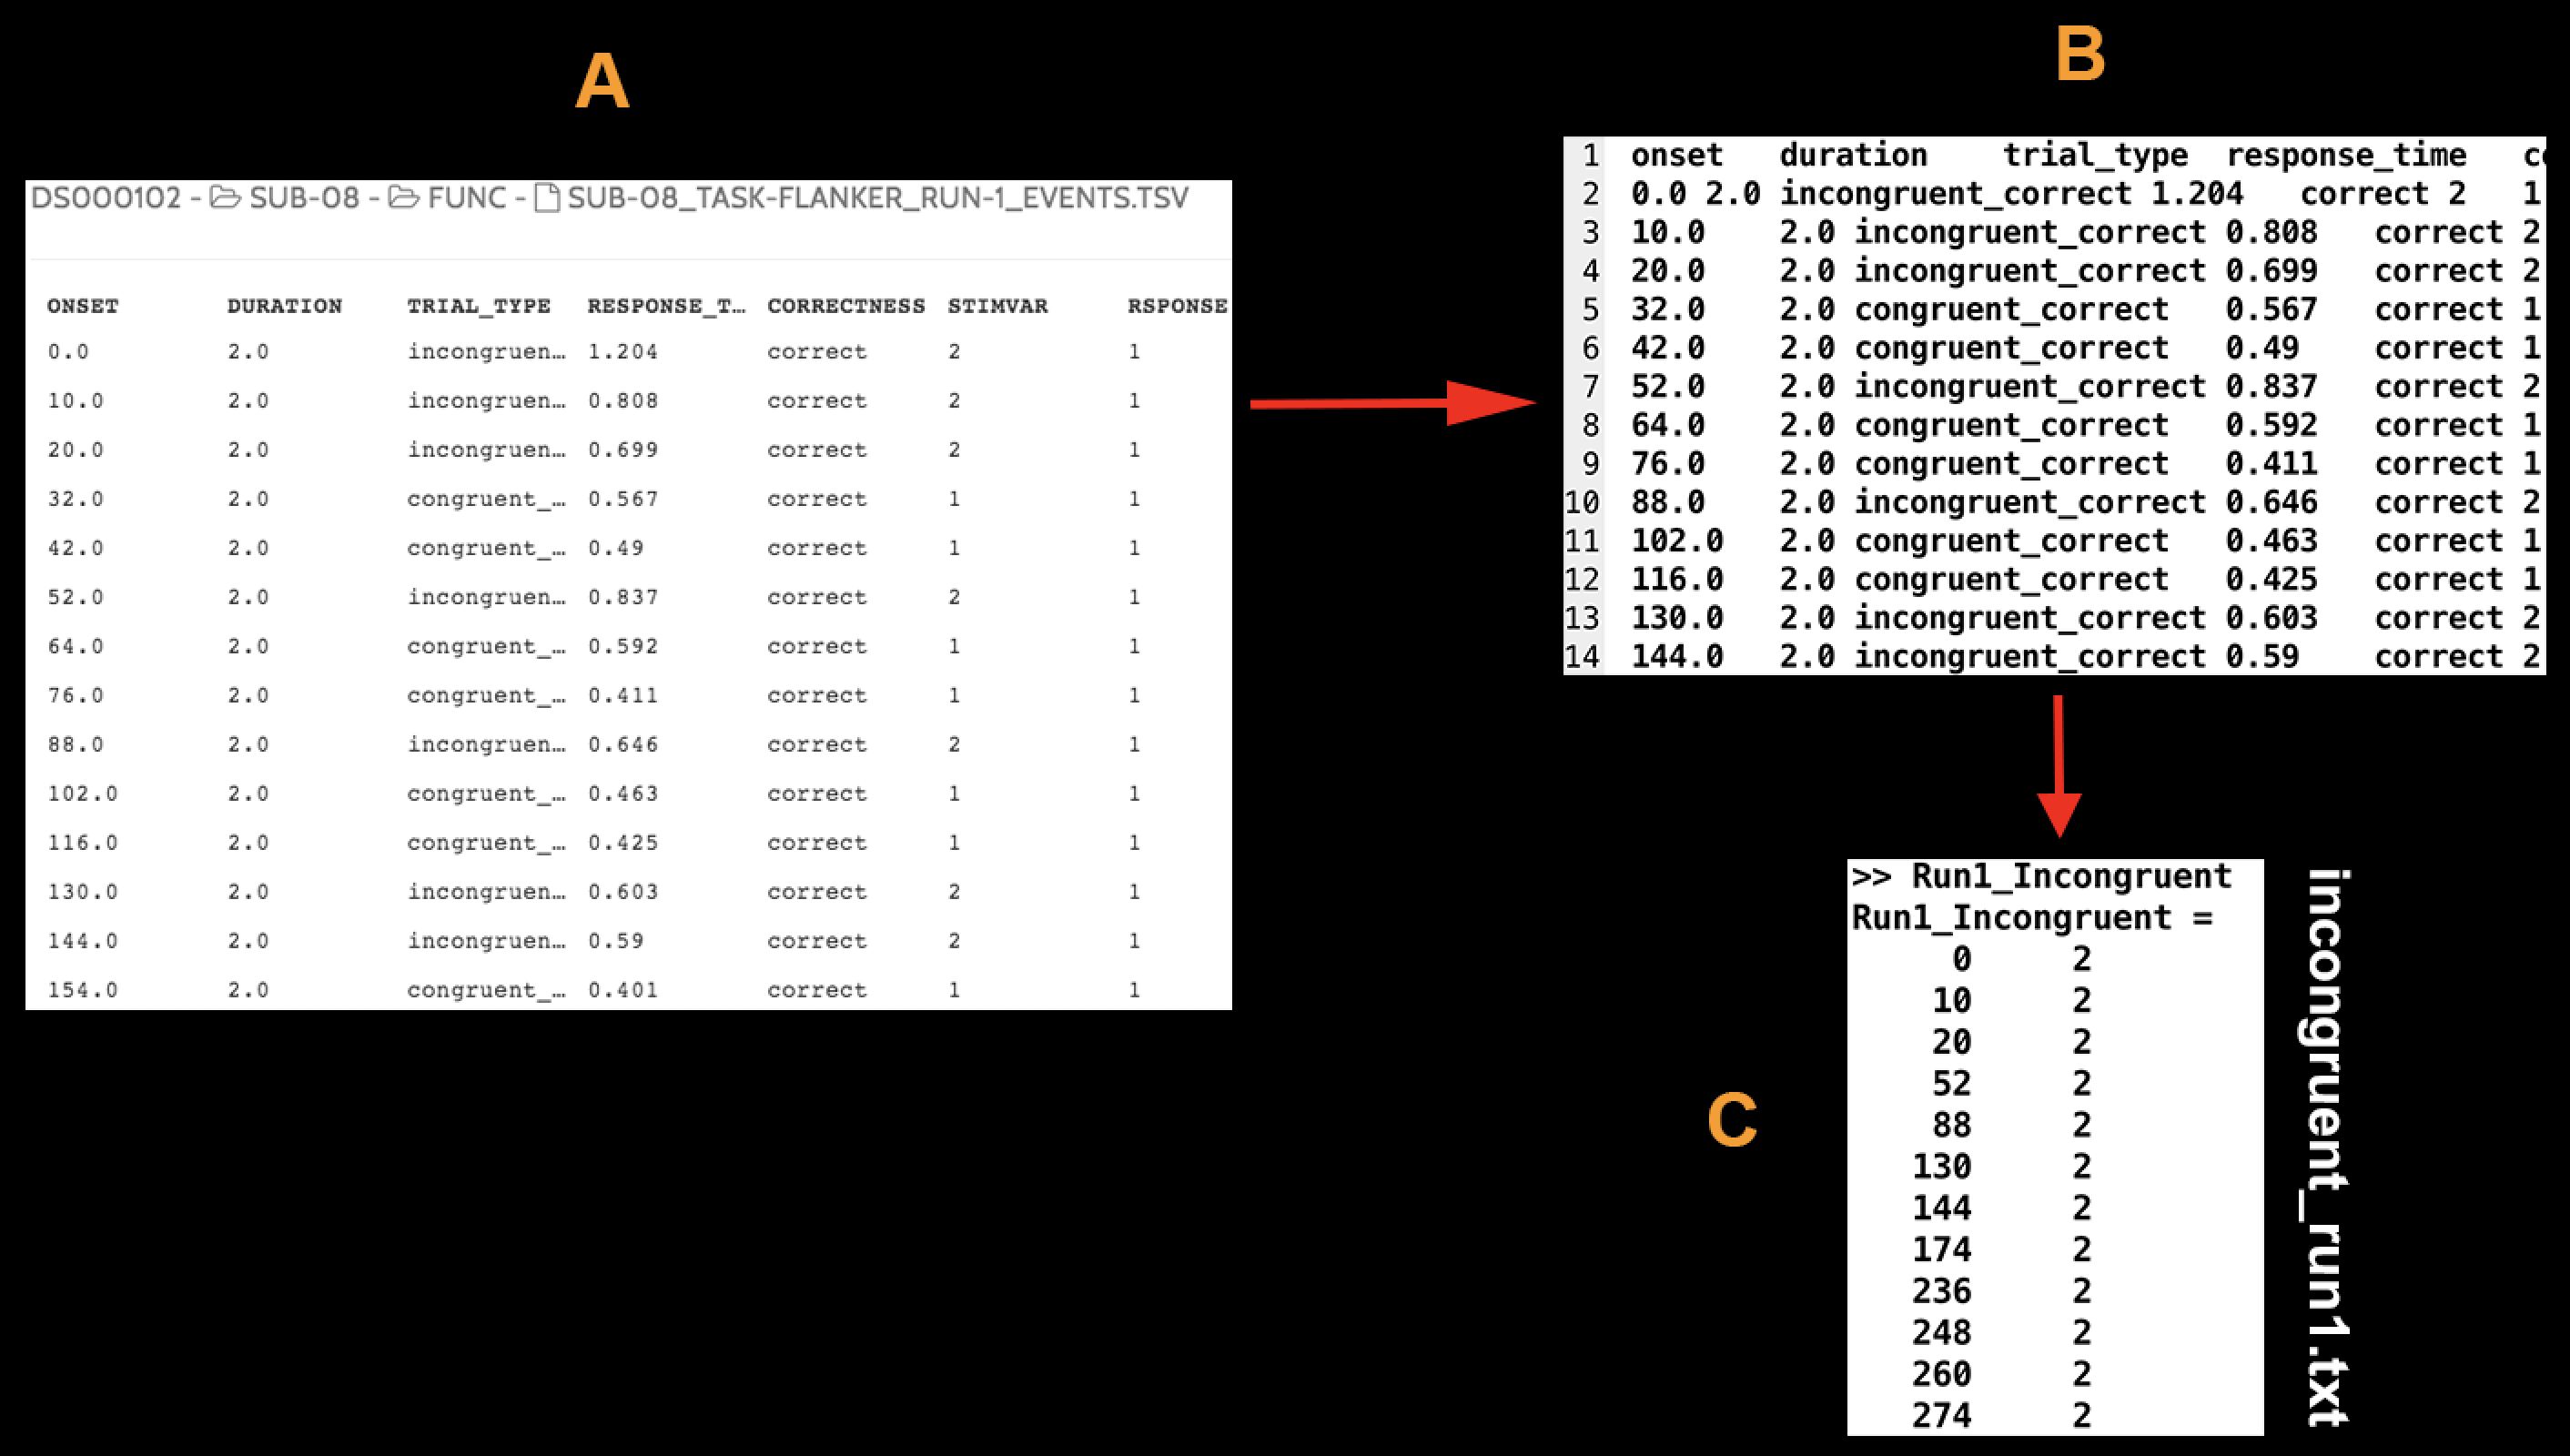 A
DS000102 - SUB-08 - FUNC - SUB-08_TASK-FLANKER_RUN-1_EVENTS.TSV
ONSET DURATION TRIAL_TYPE RESPONSE_T… CORRECTNESS STIMVAR RSPONSE
0.0 2.0 incongruen… 1.204 correct 2 1
10.0 2.0 incongruen… 0.808 correct 2 1
20.0 2.0 incongruen… 0.699 correct 2 1
32.0 2.0 congruent_… 0.567 correct 1 1
42.0 2.0 congruent_… 0.49 correct 1 1
52.0 2.0 incongruen… 0.837 correct 2 1
64.0 2.0 congruent_… 0.592 correct 1 1
76.0 2.0 congruent_… 0.411 correct 1 1
88.0 2.0 incongruen… 0.646 correct 2 1
102.0 2.0 congruent_… 0.463 correct 1 1
116.0 2.0 congruent_… 0.425 correct 1 1
130.0 2.0 incongruen… 0.603 correct 2 1
144.0 2.0 incongruen… 0.59 correct 2 1
154.0 2.0 congruent_… 0.401 correct 1 1
B
1 onset duration trial_type response_time
2 0.0 2.0 incongruent_correct 1.204 correct 2 1
3 10.0 2.0 incongruent_correct 0.808 correct 2
4 20.0 2.0 incongruent_correct 0.699 correct 2
5 32.0 2.0 congruent_correct 0.567 correct 1
6 42.0 2.0 congruent_correct 0.49 correct 1
7 52.0 2.0 incongruent_correct 0.837 correct 2
8 64.0 2.0 congruent_correct 0.592 correct 1
9 76.0 2.0 congruent_correct 0.411 correct 1
10 88.0 2.0 incongruent_correct 0.646 correct 2
11 102.0 2.0 congruent_correct 0.463 correct 1
12 116.0 2.0 congruent_correct 0.425 correct 1
13 130.0 2.0 incongruent_correct 0.603 correct 2
14 144.0 2.0 incongruent_correct 0.59 correct 2
C
>> Run1_Incongruent
Run1_Incongruent =
0 2
10 2
20 2
52 2
88 2
130 2
144 2
174 2
236 2
248 2
260 2
274 2
incongruent_run1.txt